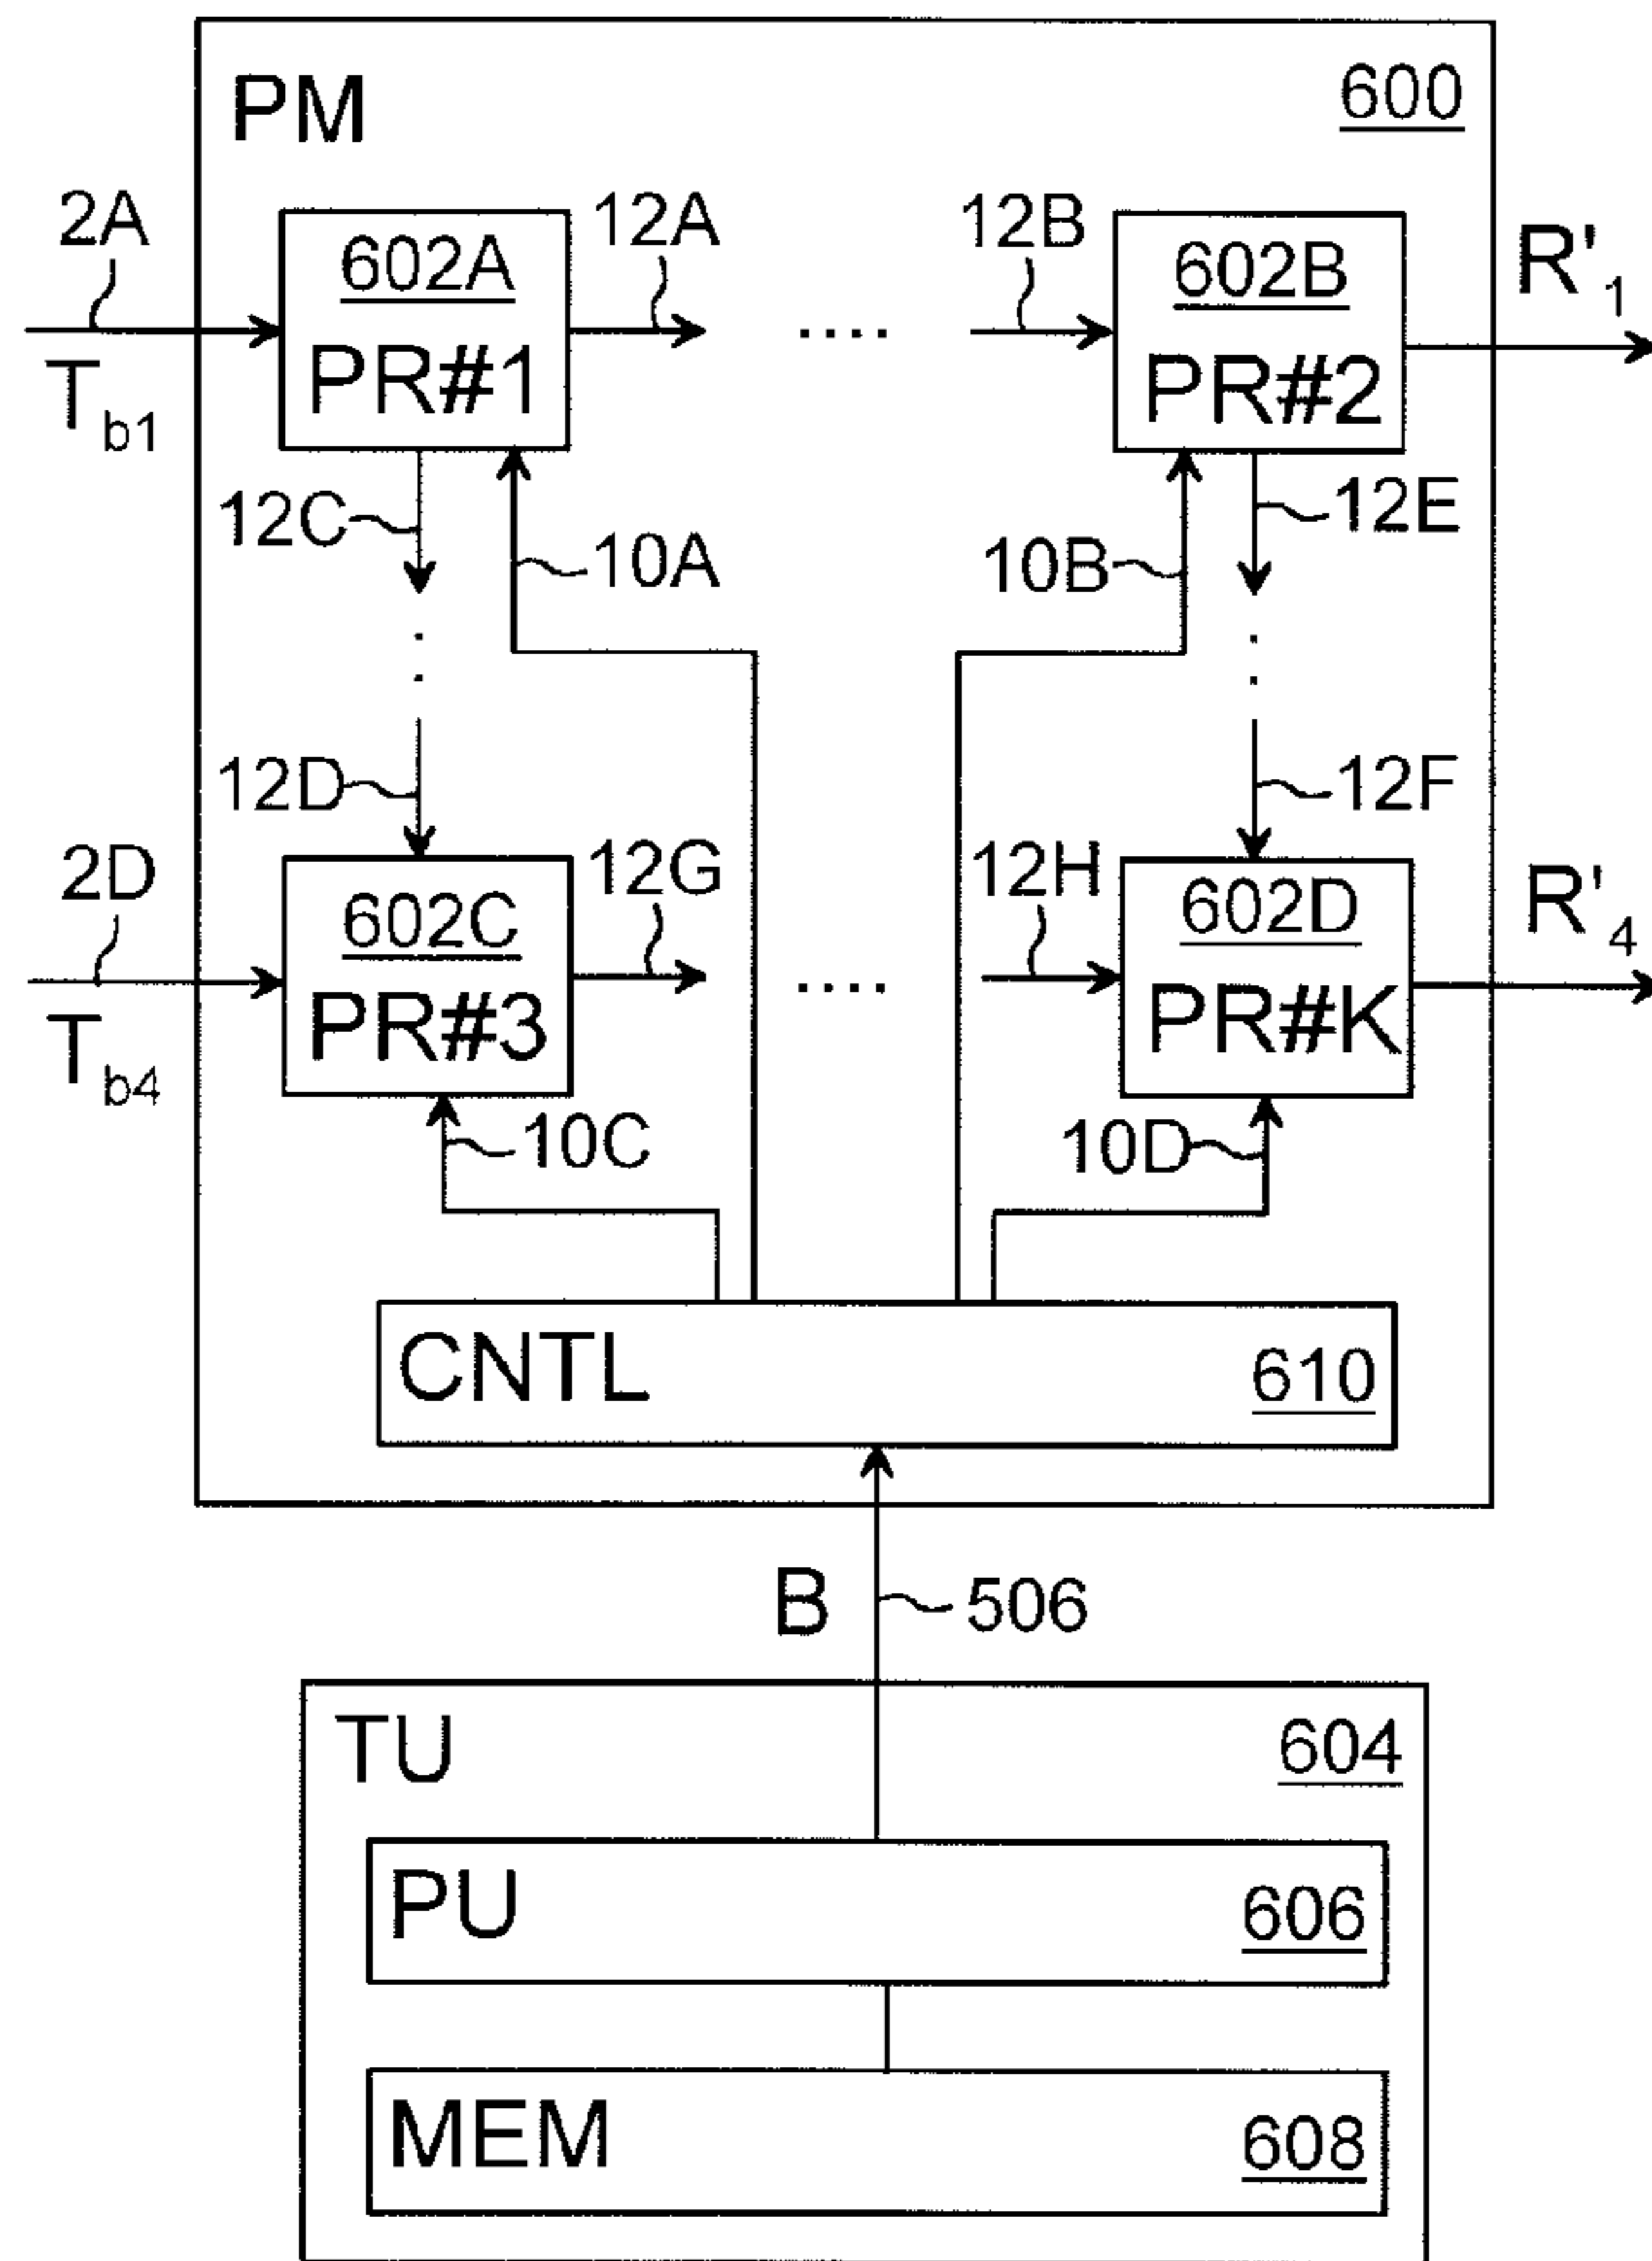 PM 600
2A 12A 12B
602A 602B R'1
PR#1 PR#2
Tb1
12C 10A 10B 12E
12D 12F
2D 12G 12H
602C 602D R'4
PR#3 PR#K
Tb4
10C 10D
CNTL 610
B 506
TU 604
PU 606
MEM 608